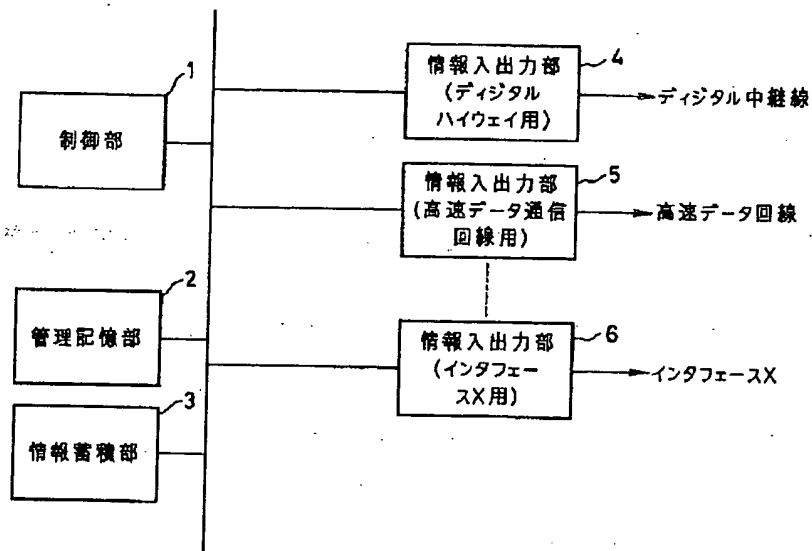 1
制御部
2
管理記憶部
3
情報蓄積部
4
情報入出力部
(ディジタル
ハイウェイ用)
ディジタル中継線
5
情報入出力部
(高速データ通信
回線用)
高速データ回線
6
情報入出力部
(インタフェー
スX用)
インタフェースX